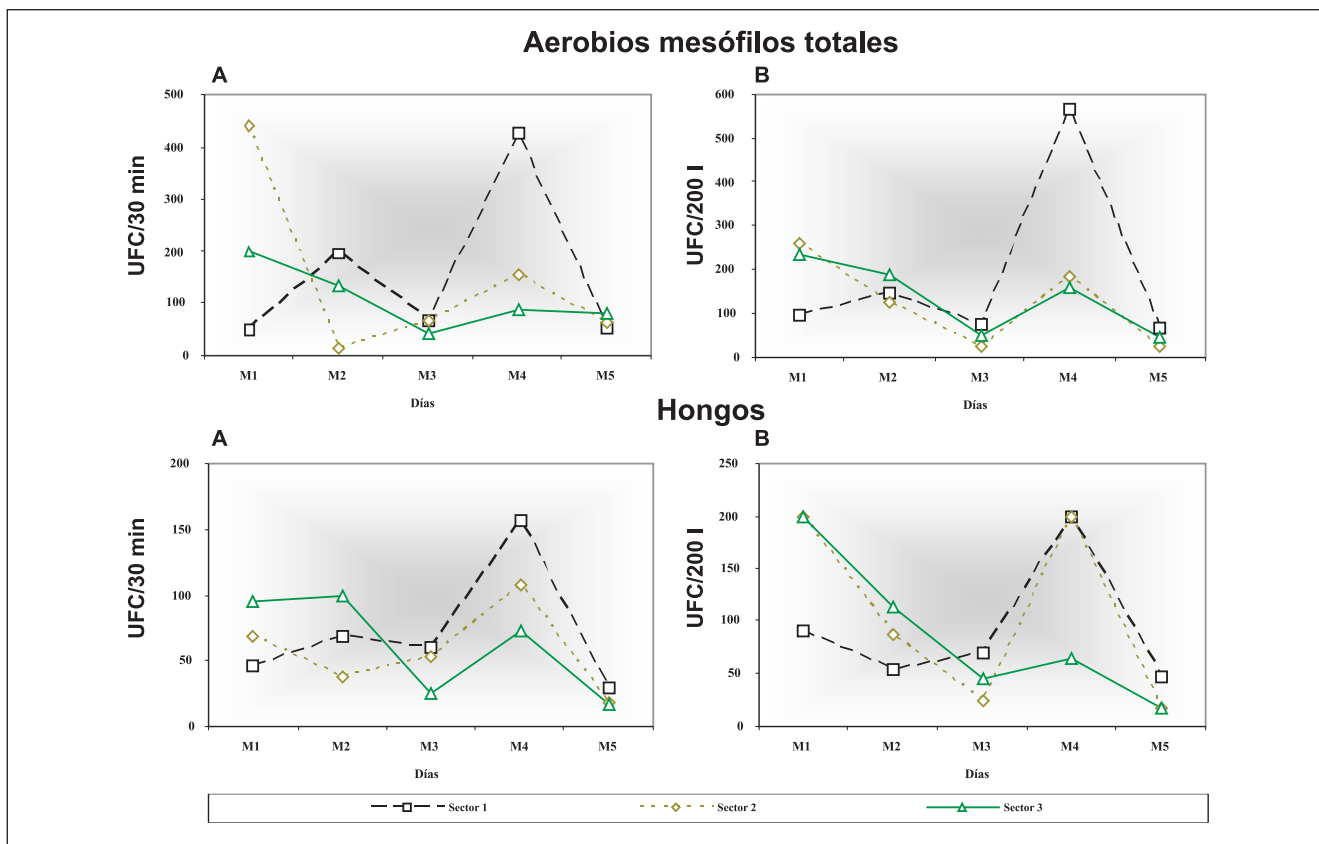 Aerobios mesófilos totales
A
UFC/30 min
500
400
300
200
100
0
M1 M2 M3 M4 M5
Días
B
UFC/200 l
600
500
400
300
200
100
0
M1 M2 M3 M4 M5
Días
Hongos
A
UFC/30 min
200
150
100
50
0
M1 M2 M3 M4 M5
Días
B
UFC/200 l
250
200
150
100
50
0
M1 M2 M3 M4 M5
Días
Sector 1 Sector 2 Sector 3